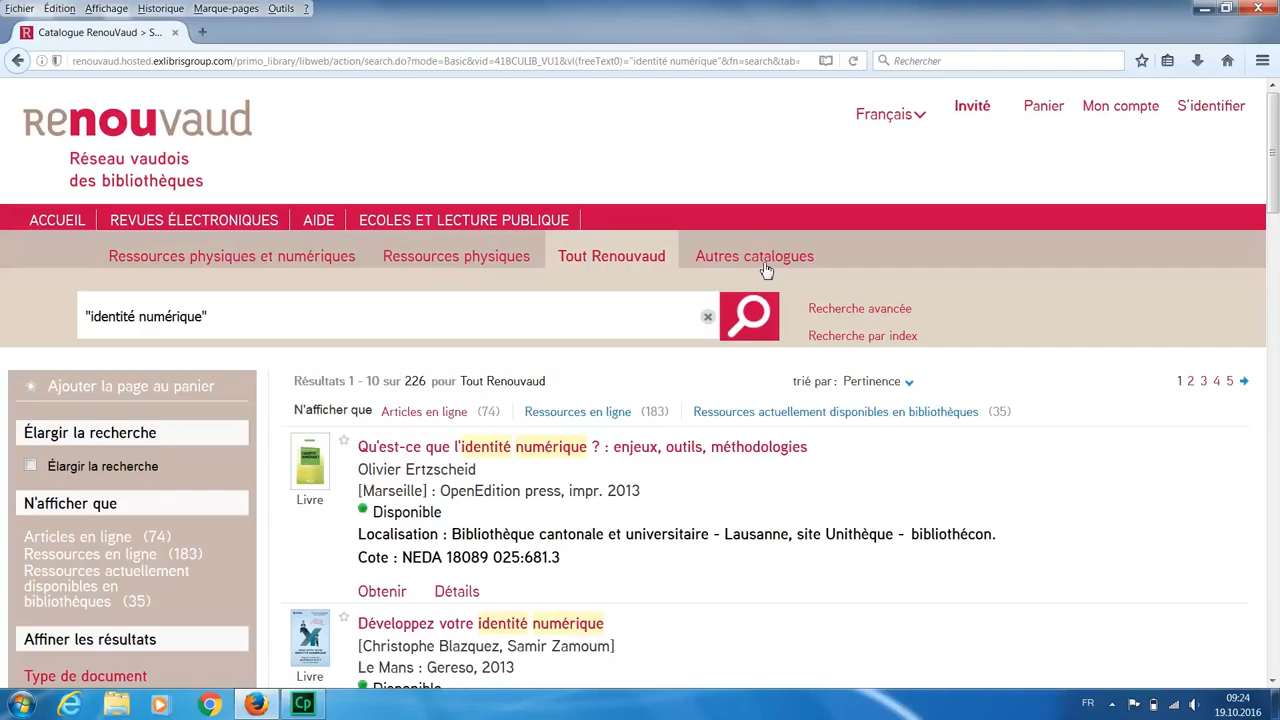 Fichier Édition Affichage Historique Marque-pages Outils ?
Catalogue RenouVaud > S... × +
renouvaud.hosted.exlibrisgroup.com/primo_library/libweb/action/search.do?mode=Basic&vid=41BCULIB_VU1&vl(freeText0)="identité numérique"&fn=search&tab=
Rechercher
RENOUVAUD
Réseau vaudois
des bibliothèques
Français Invité Panier Mon compte S'identifier
ACCUEIL REVUES ÉLECTRONIQUES AIDE ECOLES ET LECTURE PUBLIQUE
Ressources physiques et numériques Ressources physiques Tout Renouvaud Autres catalogues
"identité numérique"
Recherche avancée
Recherche par index
Ajouter la page au panier
Élargir la recherche
Élargir la recherche
N'afficher que
Articles en ligne (74)
Ressources en ligne (183)
Ressources actuellement
disponibles en
bibliothèques (35)
Affiner les résultats
Type de document
Résultats 1 - 10 sur 226 pour Tout Renouvaud trié par : Pertinence 1 2 3 4 5
N'afficher que Articles en ligne (74) Ressources en ligne (183) Ressources actuellement disponibles en bibliothèques (35)
Qu'est-ce que l'identité numérique ? : enjeux, outils, méthodologies
Olivier Ertzscheid
[Marseille] : OpenEdition press, impr. 2013
Livre
Disponible
Localisation : Bibliothèque cantonale et universitaire - Lausanne, site Unithèque - bibliothécon.
Cote : NEDA 18089 025:681.3
Obtenir Détails
Développez votre identité numérique
[Christophe Blazquez, Samir Zamoum]
Le Mans : Gereso, 2013
Livre
Disponible
Cp
FR
09:24
19.10.2016